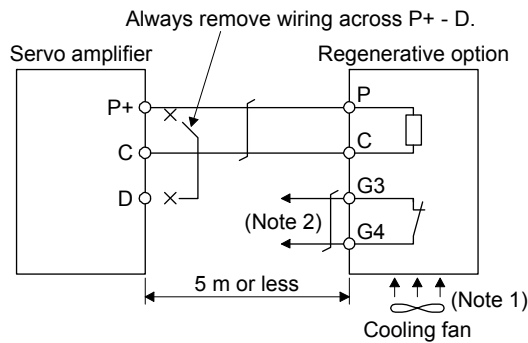 Always remove wiring across P+ - D.
Servo amplifier
Regenerative option
P+
P
C
C
D
G3
(Note 2)
G4
5 m or less
(Note 1)
Cooling fan